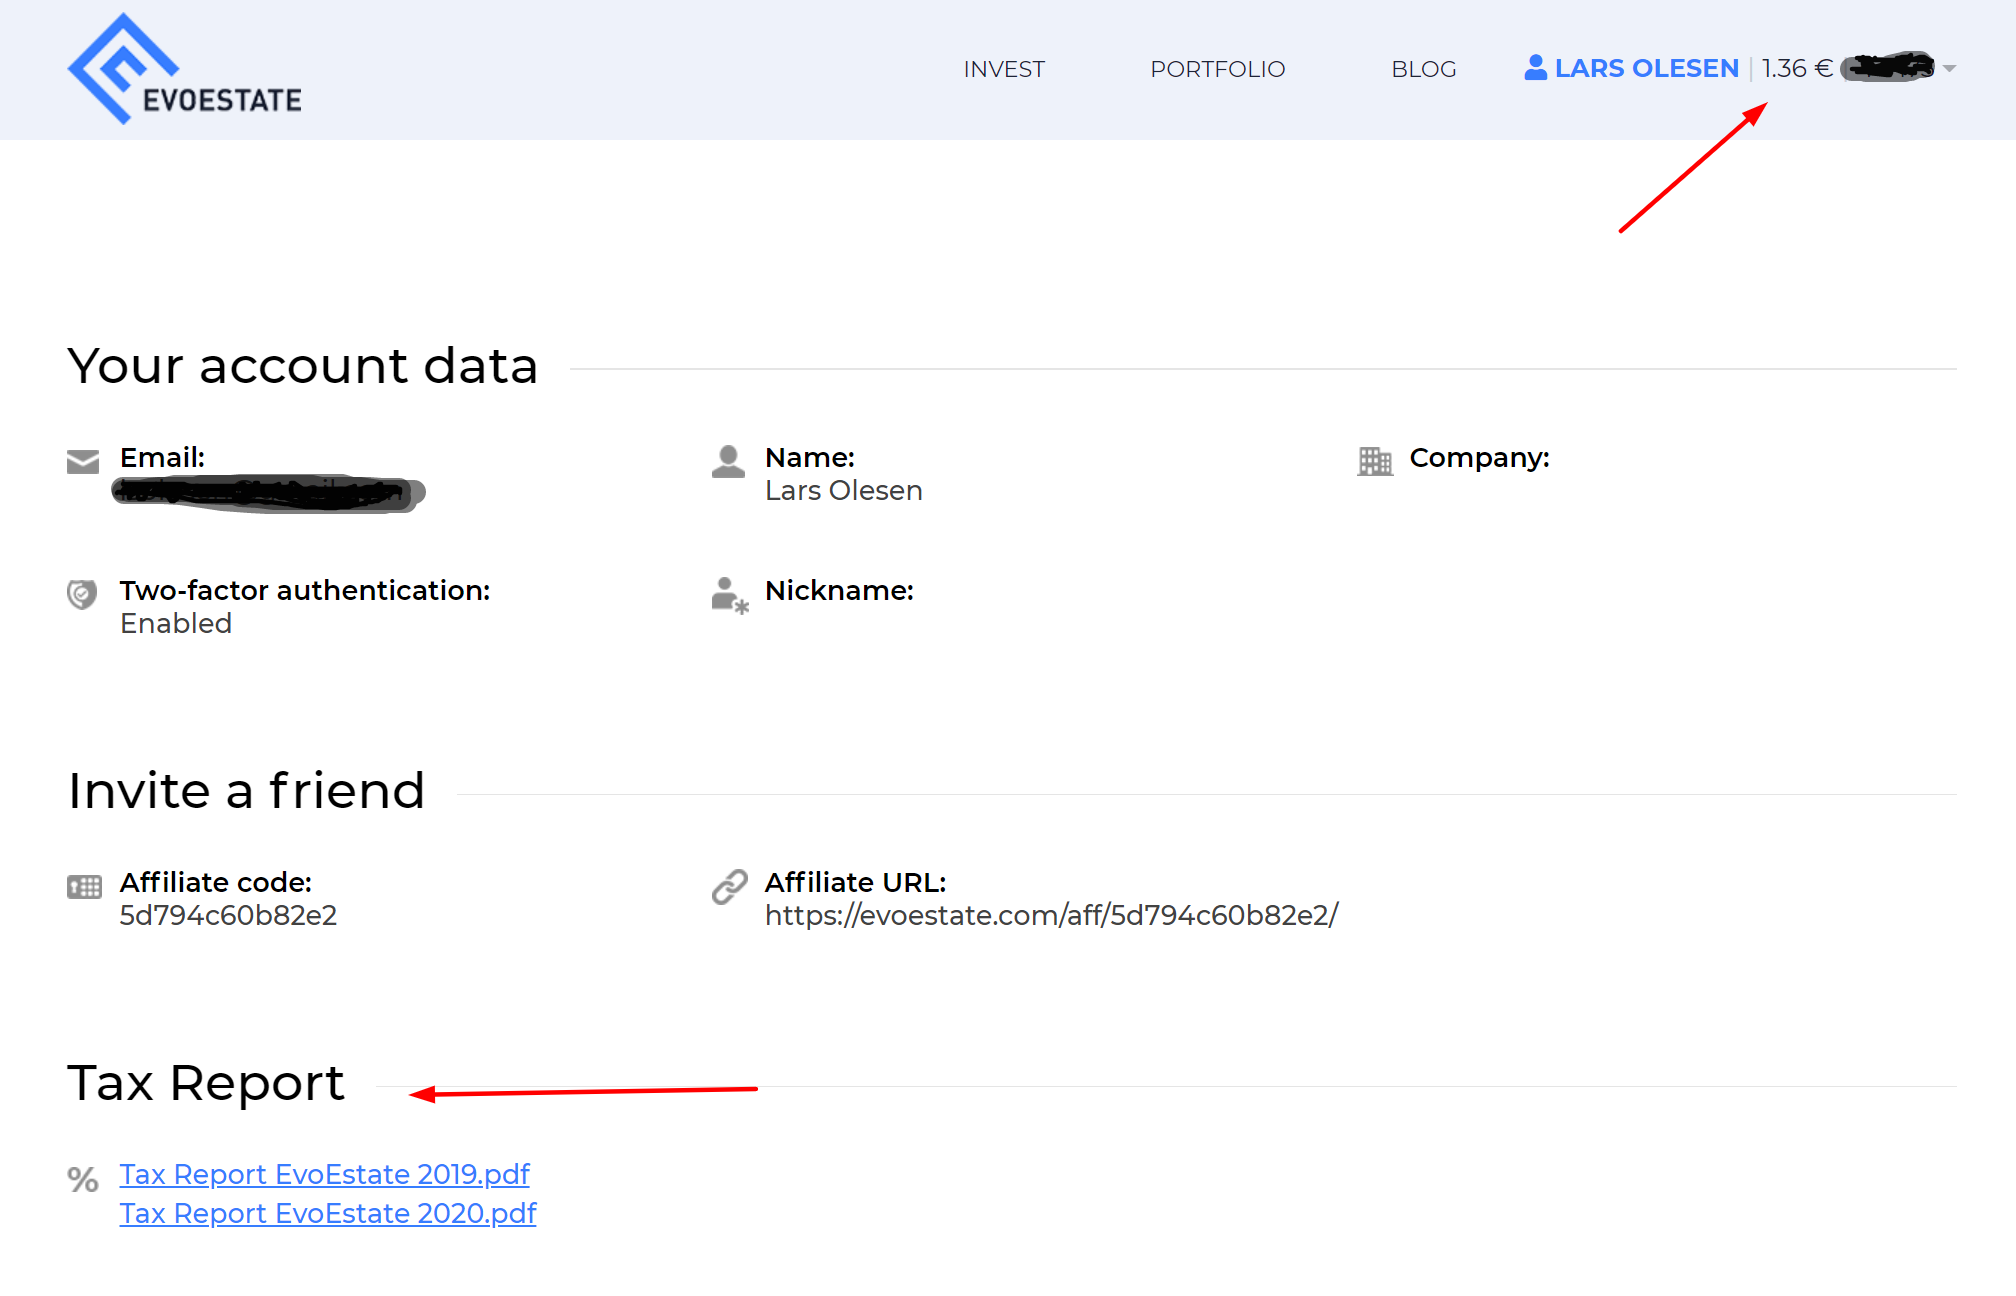 EVOESTATE
INVEST
PORTFOLIO
BLOG
LARS OLESEN | 1.36 €
Your account data
Email:
Name:
Lars Olesen
Company:
Two-factor authentication:
Enabled
Nickname:
Invite a friend
Affiliate code:
5d794c60b82e2
Affiliate URL:
https://evoestate.com/aff/5d794c60b82e2/
Tax Report
%
Tax Report EvoEstate 2019.pdf
Tax Report EvoEstate 2020.pdf